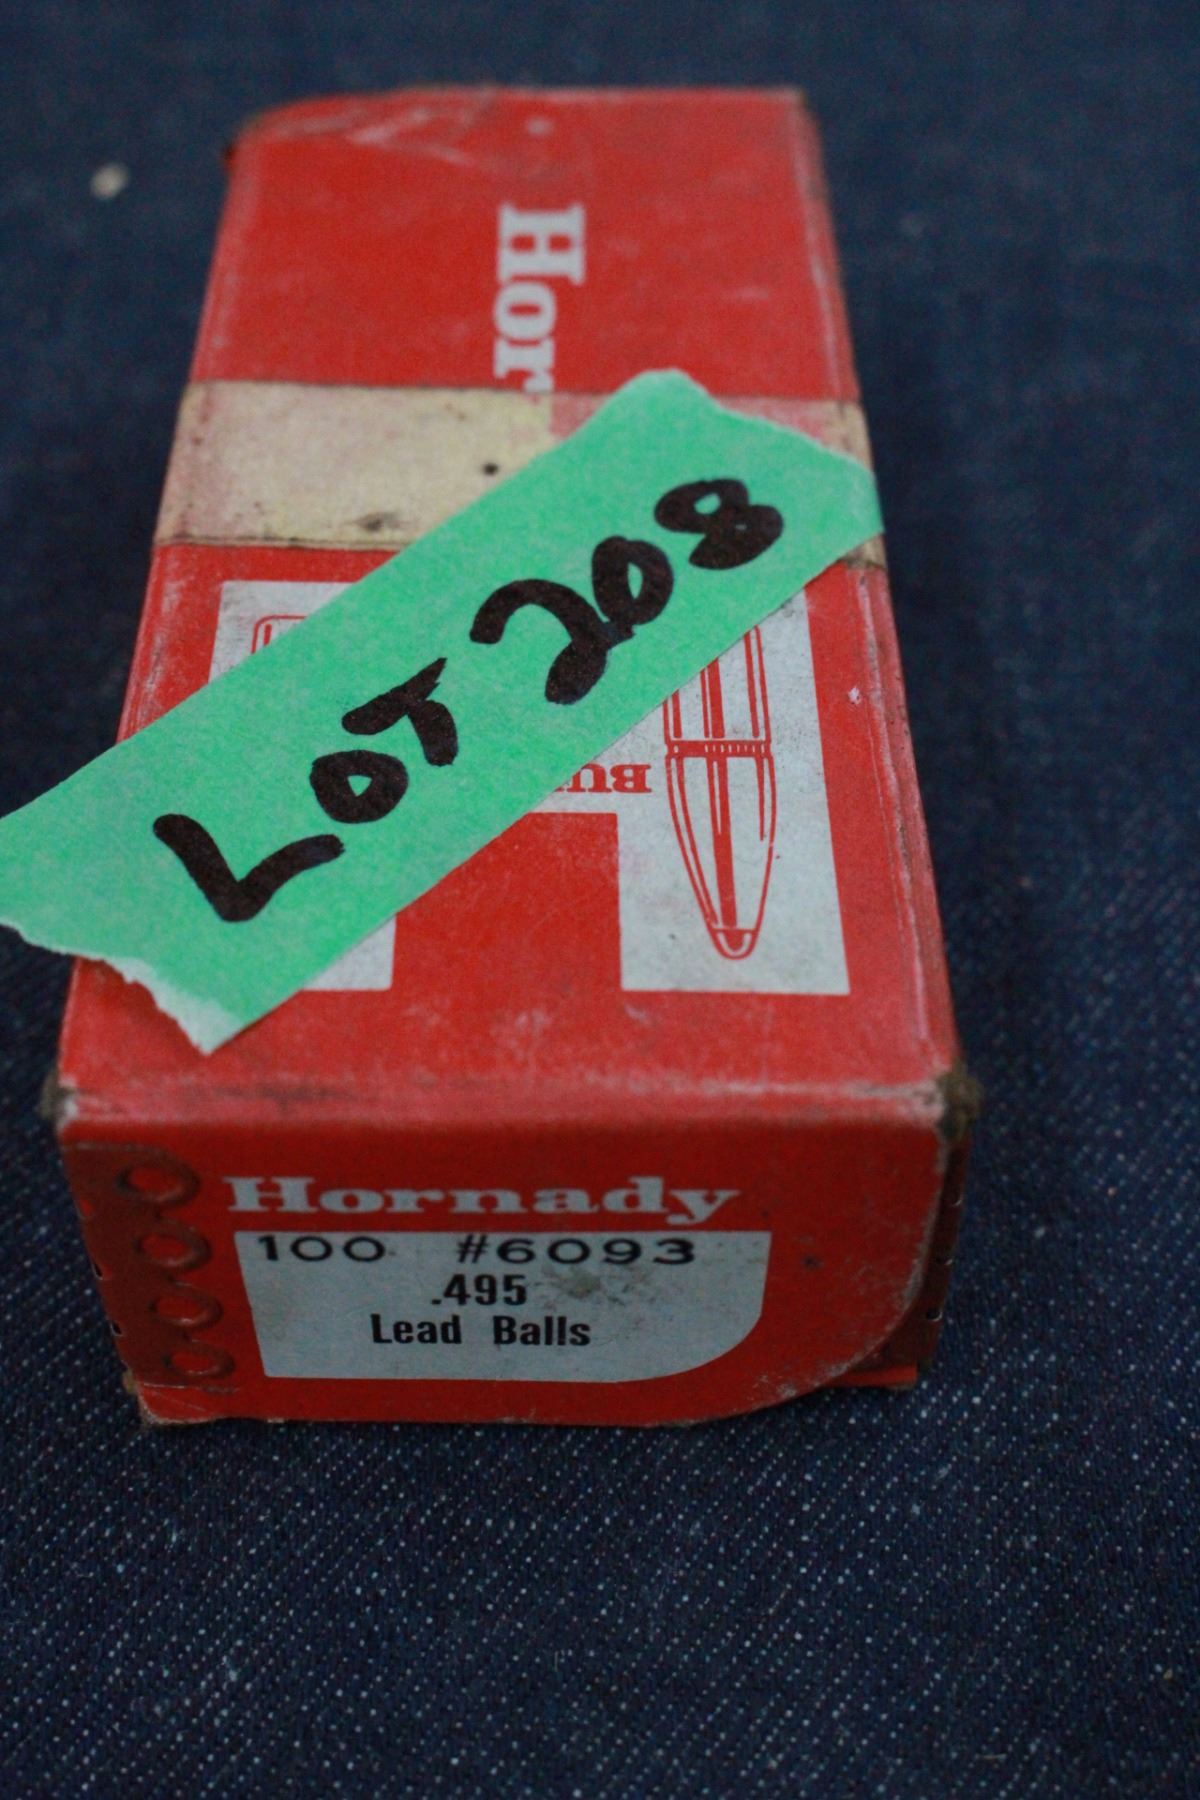 Hor
LOT 208
Hornady
100 #6093
.495
Lead Balls